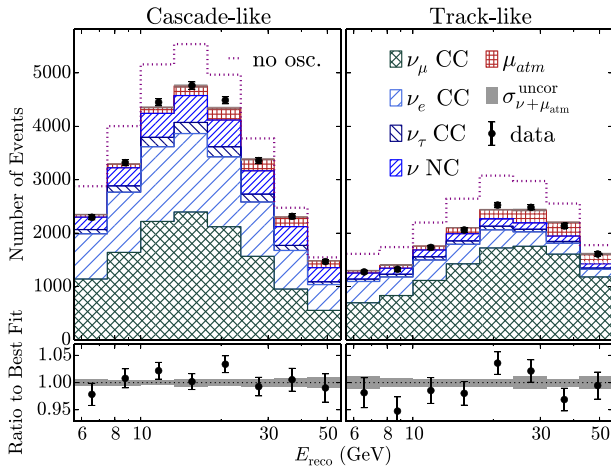 Cascade-like
Track-like
Number of Events
5000
4000
3000
2000
1000
0
no osc.
ν_μ CC
ν_e CC
ν_τ CC
ν NC
μ_atm
σ^uncor_ν+μ_atm
data
Ratio to Best Fit
1.05
1.00
0.95
6 8 10 30 50
6 8 10 30 50
E_reco (GeV)